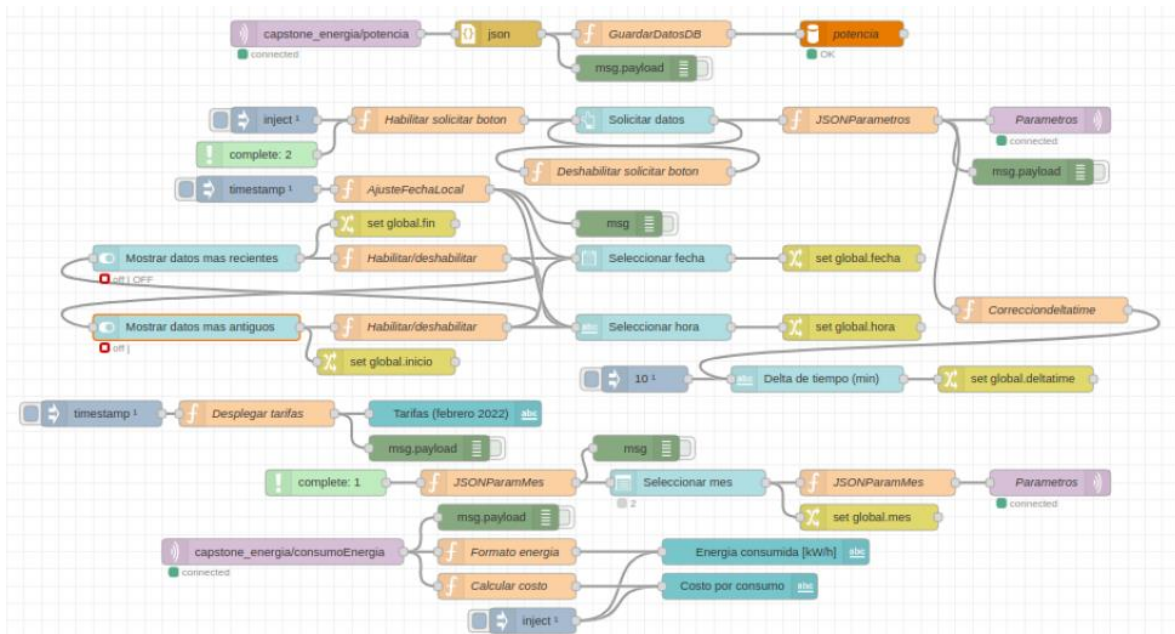 capstone_energia/potencia
json
GuardarDatosDB
potencia
connected
OK
msg.payload
inject ¹
Habilitar solicitar boton
Solicitar datos
JSONParametros
Parametros
connected
complete: 2
Deshabilitar solicitar boton
msg.payload
timestamp ¹
AjusteFechaLocal
set global.fin
msg
Mostrar datos mas recientes
Habilitar/deshabilitar
Seleccionar fecha
set global.fecha
off | OFF
Correcciondeltatime
Mostrar datos mas antiguos
Habilitar/deshabilitar
abc
Seleccionar hora
set global.hora
off |
set global.inicio
10 ¹
abc
Delta de tiempo (min)
set global.deltatime
timestamp ¹
Desplegar tarifas
Tarifas (febrero 2022)
abc
msg.payload
msg
complete: 1
JSONParamMes
Seleccionar mes
JSONParamMes
Parametros
2
connected
msg.payload
set global.mes
capstone_energia/consumoEnergia
Formato energia
Energia consumida [kW/h]
abc
connected
Calcular costo
Costo por consumo
abc
inject ¹